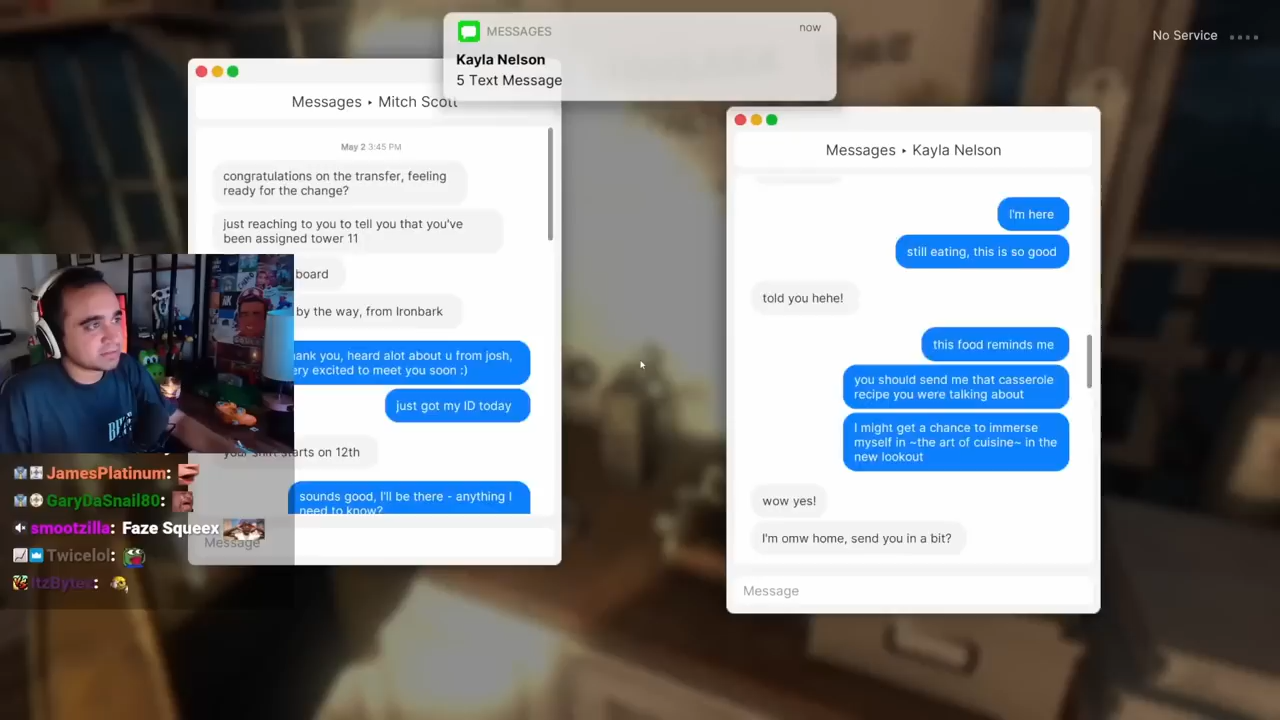 MESSAGES
now
Kayla Nelson
5 Text Message
No Service
Messages ▸ Mitch Scott
May 2 3:45 PM
congratulations on the transfer, feeling
ready for the change?
just reaching to you to tell you that you've
been assigned tower 11
board
by the way, from Ironbark
ank you, heard alot about u from josh,
ery excited to meet you soon :)
just got my ID today
your shift starts on 12th
sounds good, I'll be there - anything I
need to know?
Message
Messages ▸ Kayla Nelson
I'm here
still eating, this is so good
told you hehe!
this food reminds me
you should send me that casserole
recipe you were talking about
I might get a chance to immerse
myself in ~the art of cuisine~ in the
new lookout
wow yes!
I'm omw home, send you in a bit?
Message
JamesPlatinum:
GaryDaSnail80:
smootzilla: Faze Squeex
Twicelol: